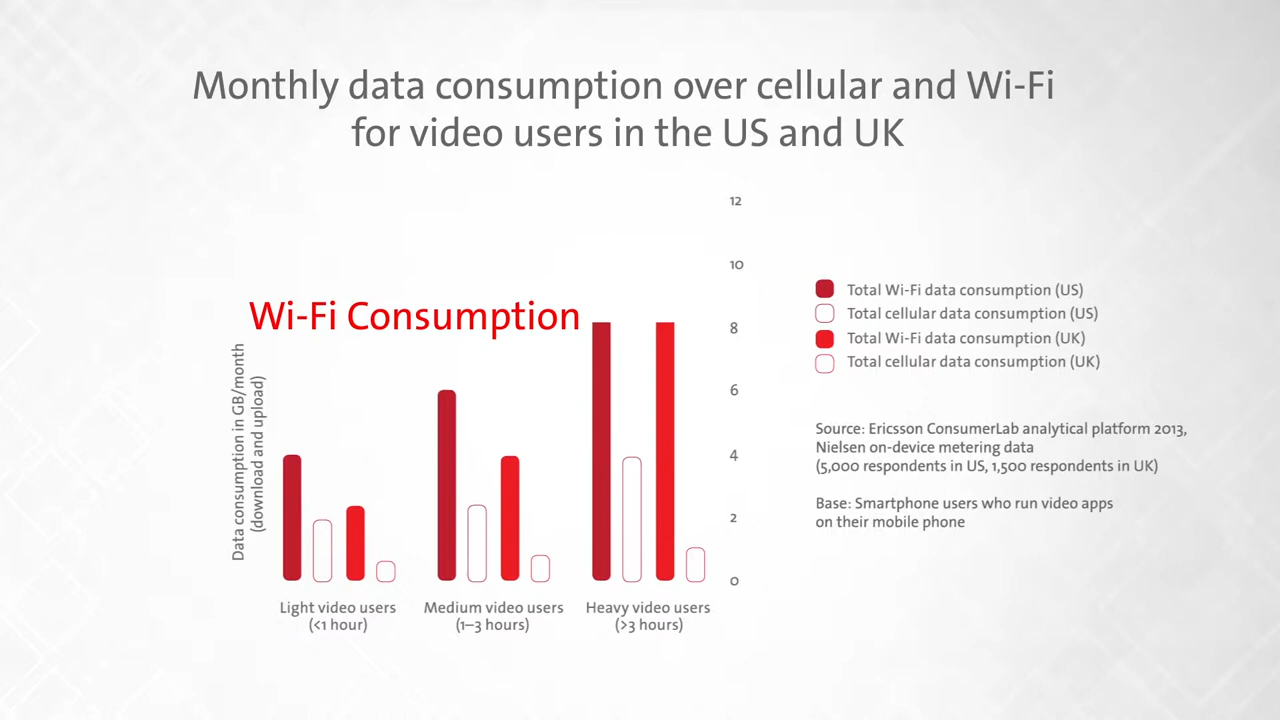 Monthly data consumption over cellular and Wi-Fi
for video users in the US and UK
Wi-Fi Consumption
Data consumption in GB/month
(download and upload)
12
10
8
6
4
2
0
Light video users
(<1 hour)
Medium video users
(1–3 hours)
Heavy video users
(>3 hours)
Total Wi-Fi data consumption (US)
Total cellular data consumption (US)
Total Wi-Fi data consumption (UK)
Total cellular data consumption (UK)
Source: Ericsson ConsumerLab analytical platform 2013,
Nielsen on-device metering data
(5,000 respondents in US, 1,500 respondents in UK)
Base: Smartphone users who run video apps
on their mobile phone